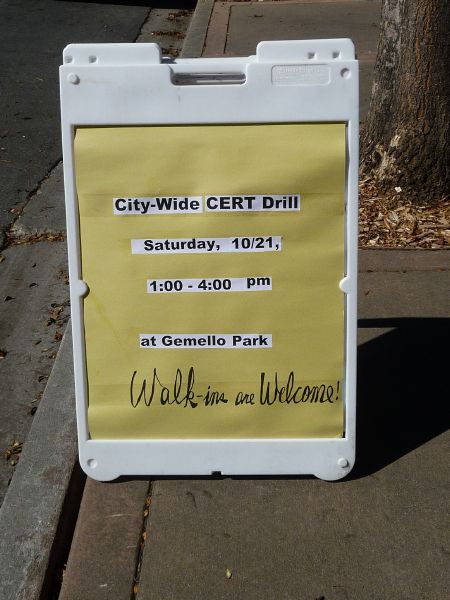 City-Wide CERT Drill
Saturday, 10/21,
1:00 - 4:00 pm
at Gemello Park
Walk-ins are Welcome!